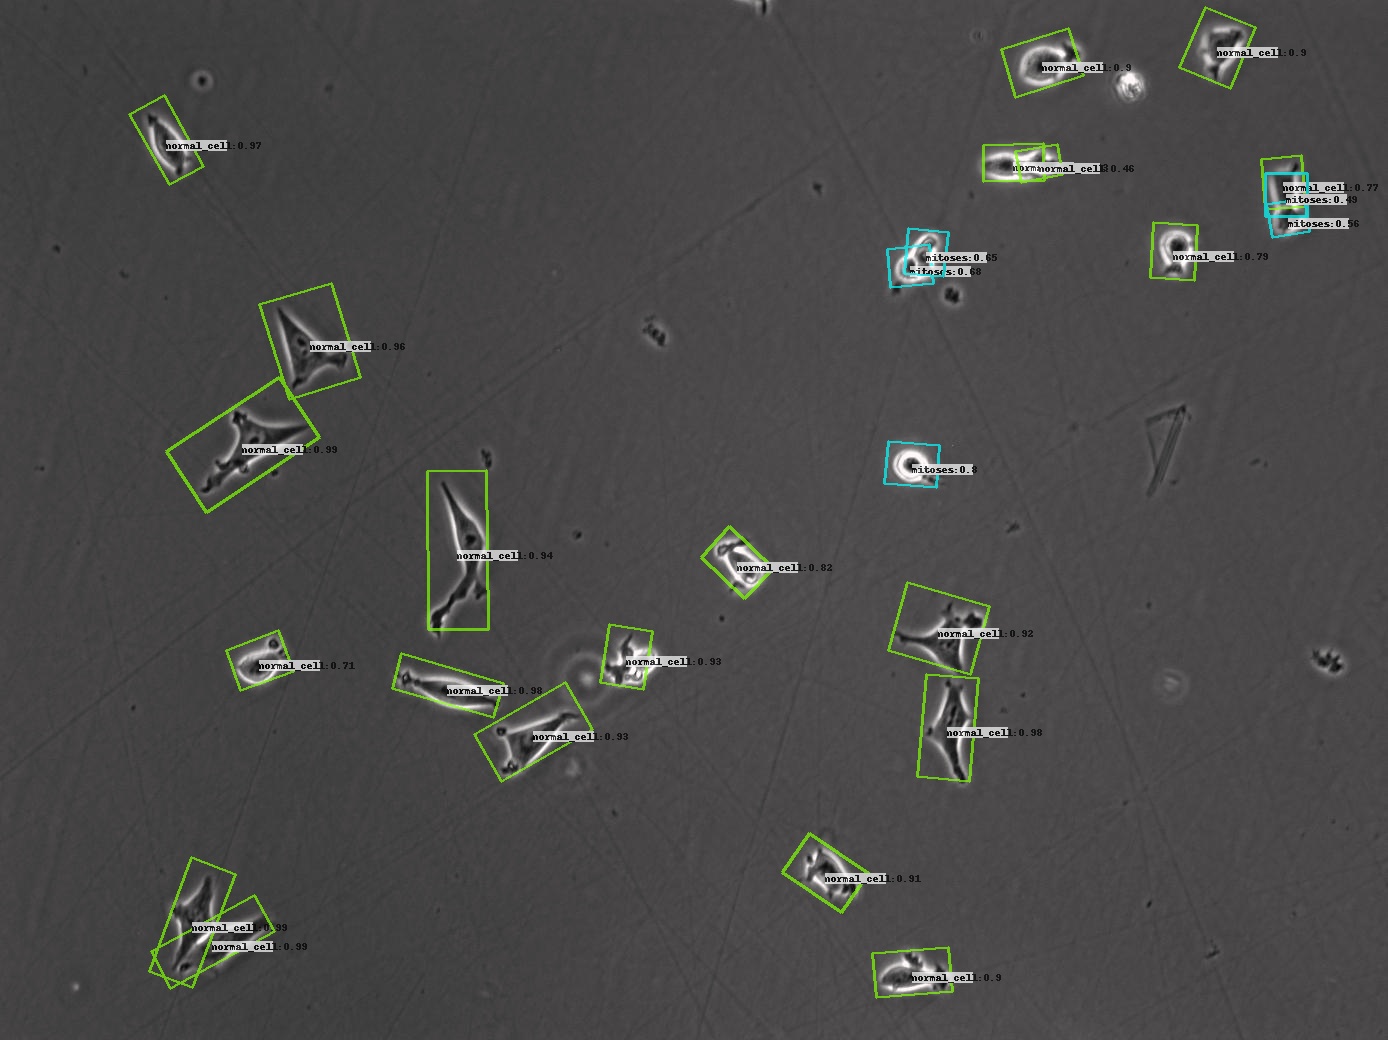 normal_cell:0.9
normal_cell:0.9
normal_cell:0.97
normal_cell:0.46
normal_cell:0.77
mitoses:0.49
mitoses:0.56
normal_cell:0.79
mitoses:0.65
mitoses:0.68
normal_cell:0.96
normal_cell:0.99
mitoses:0.8
normal_cell:0.94
normal_cell:0.82
normal_cell:0.92
normal_cell:0.93
normal_cell:0.71
normal_cell:0.98
normal_cell:0.98
normal_cell:0.93
normal_cell:0.91
normal_cell:0.99
normal_cell:0.99
normal_cell:0.9